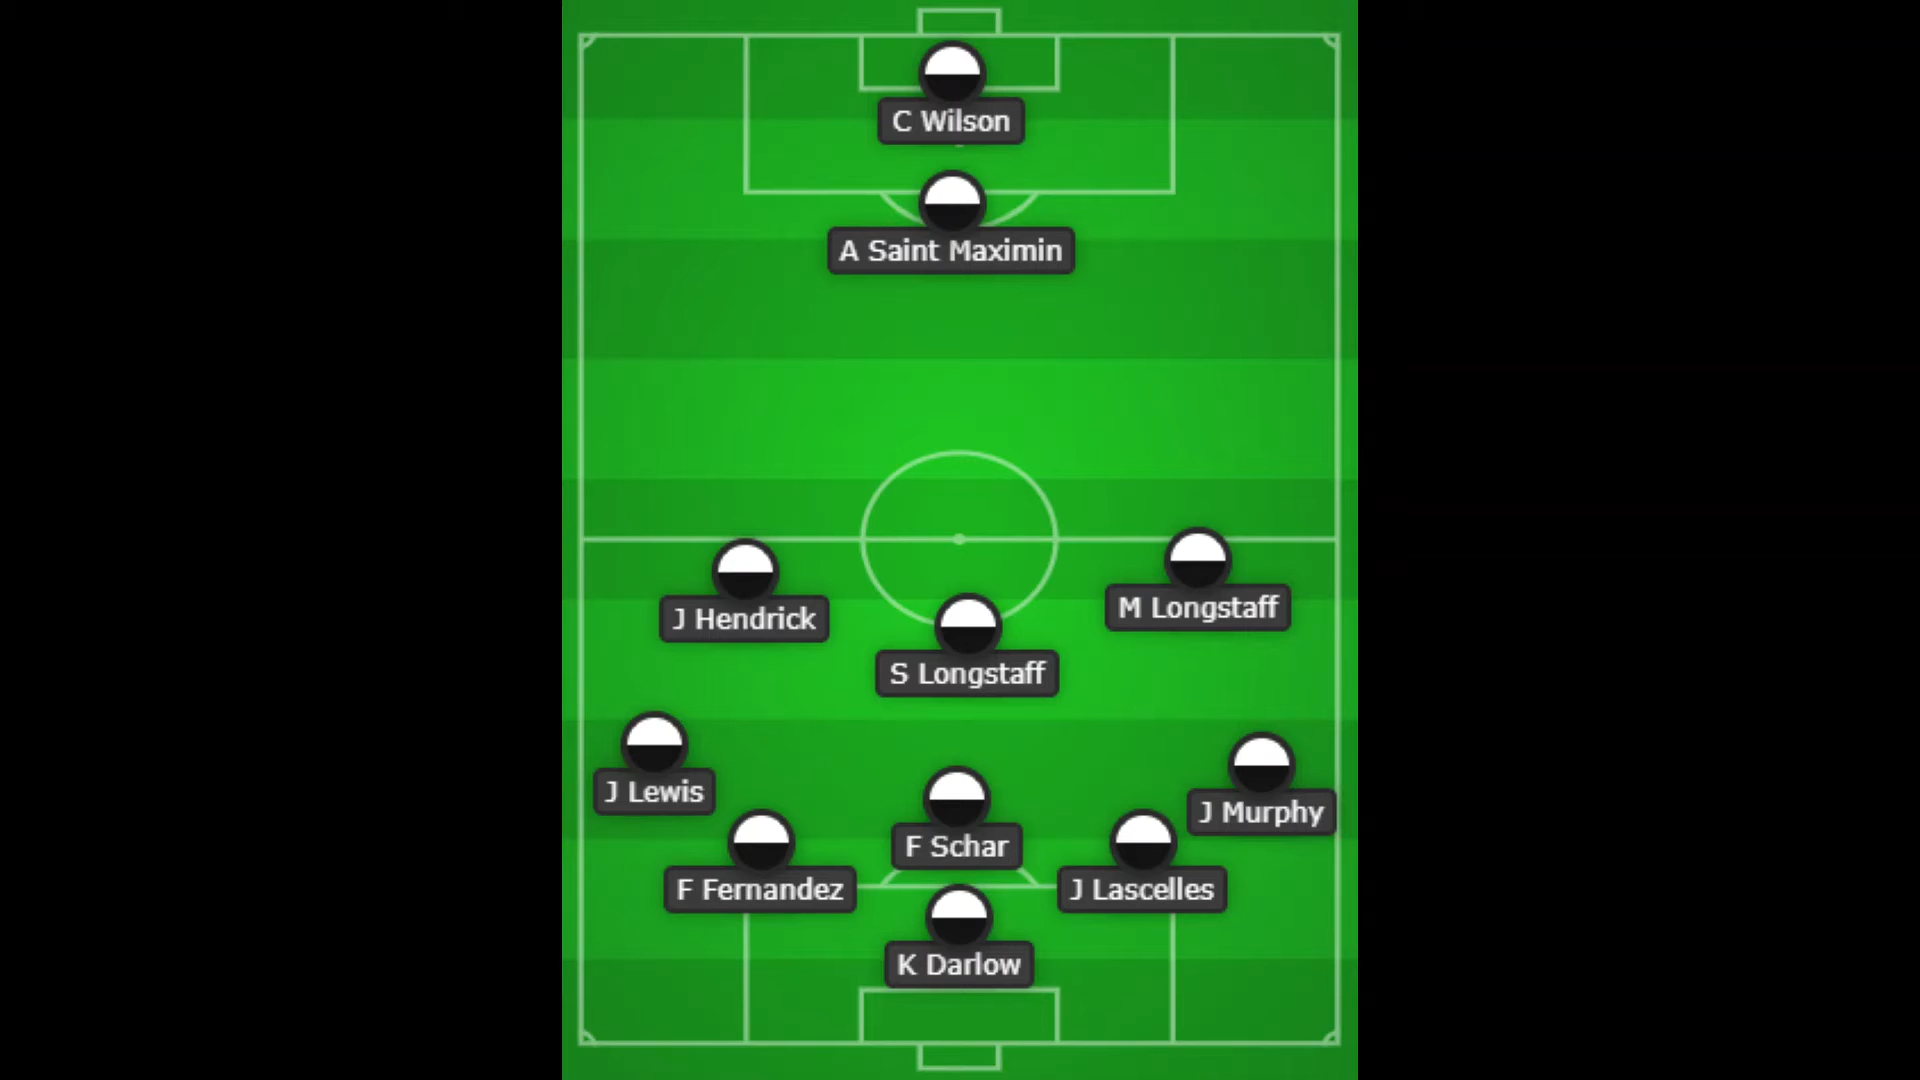 C Wilson
A Saint Maximin
J Hendrick
M Longstaff
S Longstaff
J Lewis
J Murphy
F Schar
F Fernandez
J Lascelles
K Darlow